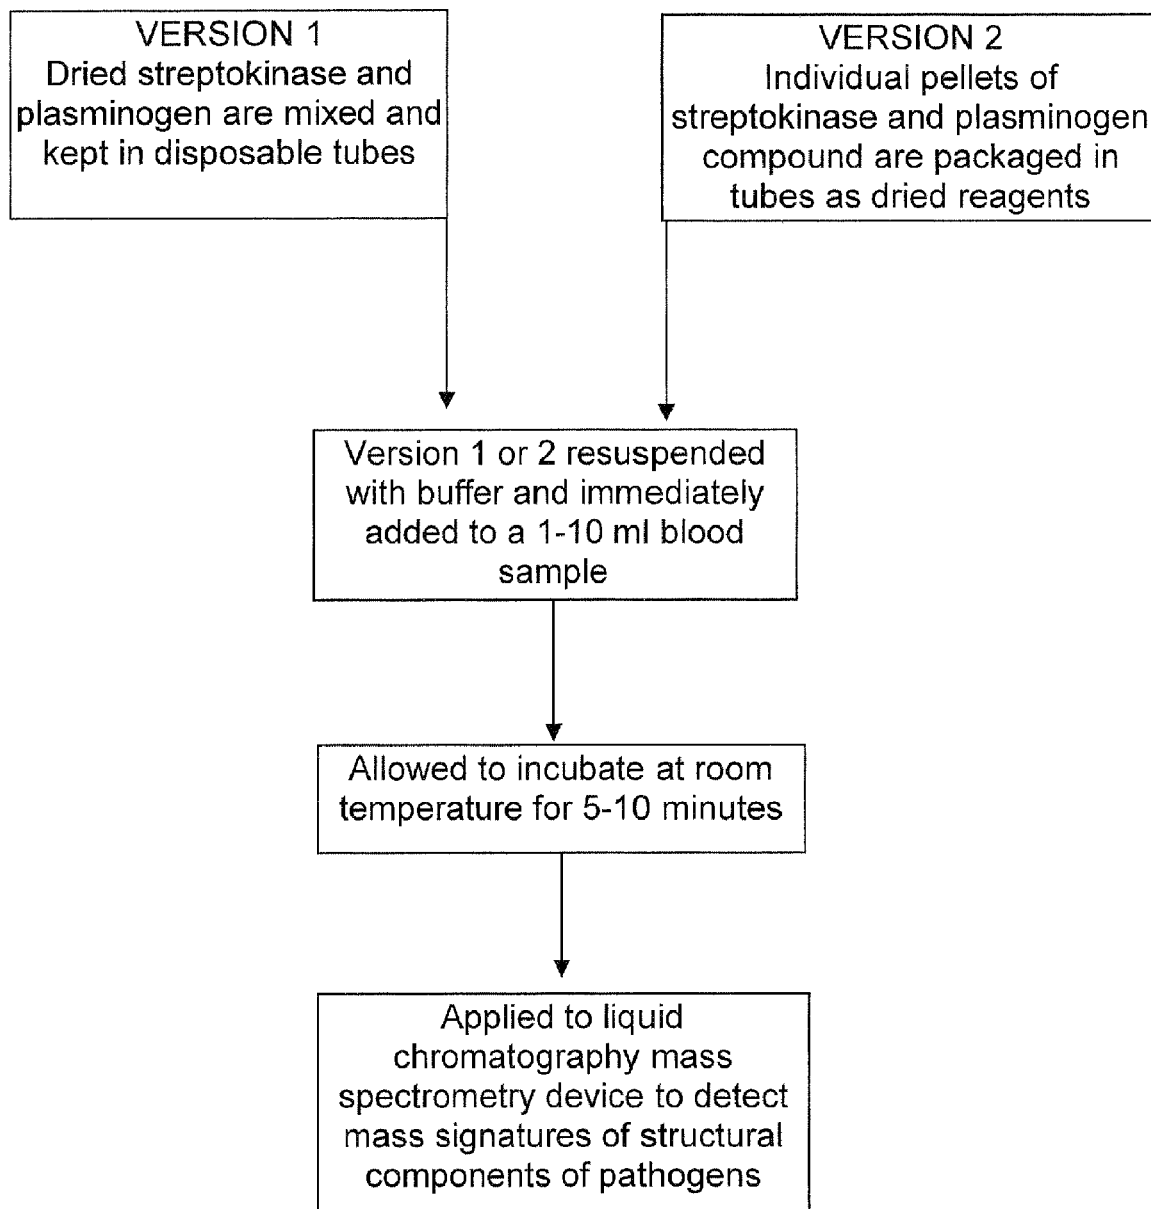 VERSION 1
Dried streptokinase and
plasminogen are mixed and
kept in disposable tubes
VERSION 2
Individual pellets of
streptokinase and plasminogen
compound are packaged in
tubes as dried reagents
Version 1 or 2 resuspended
with buffer and immediately
added to a 1-10 ml blood
sample
Allowed to incubate at room
temperature for 5-10 minutes
Applied to liquid
chromatography mass
spectrometry device to detect
mass signatures of structural
components of pathogens